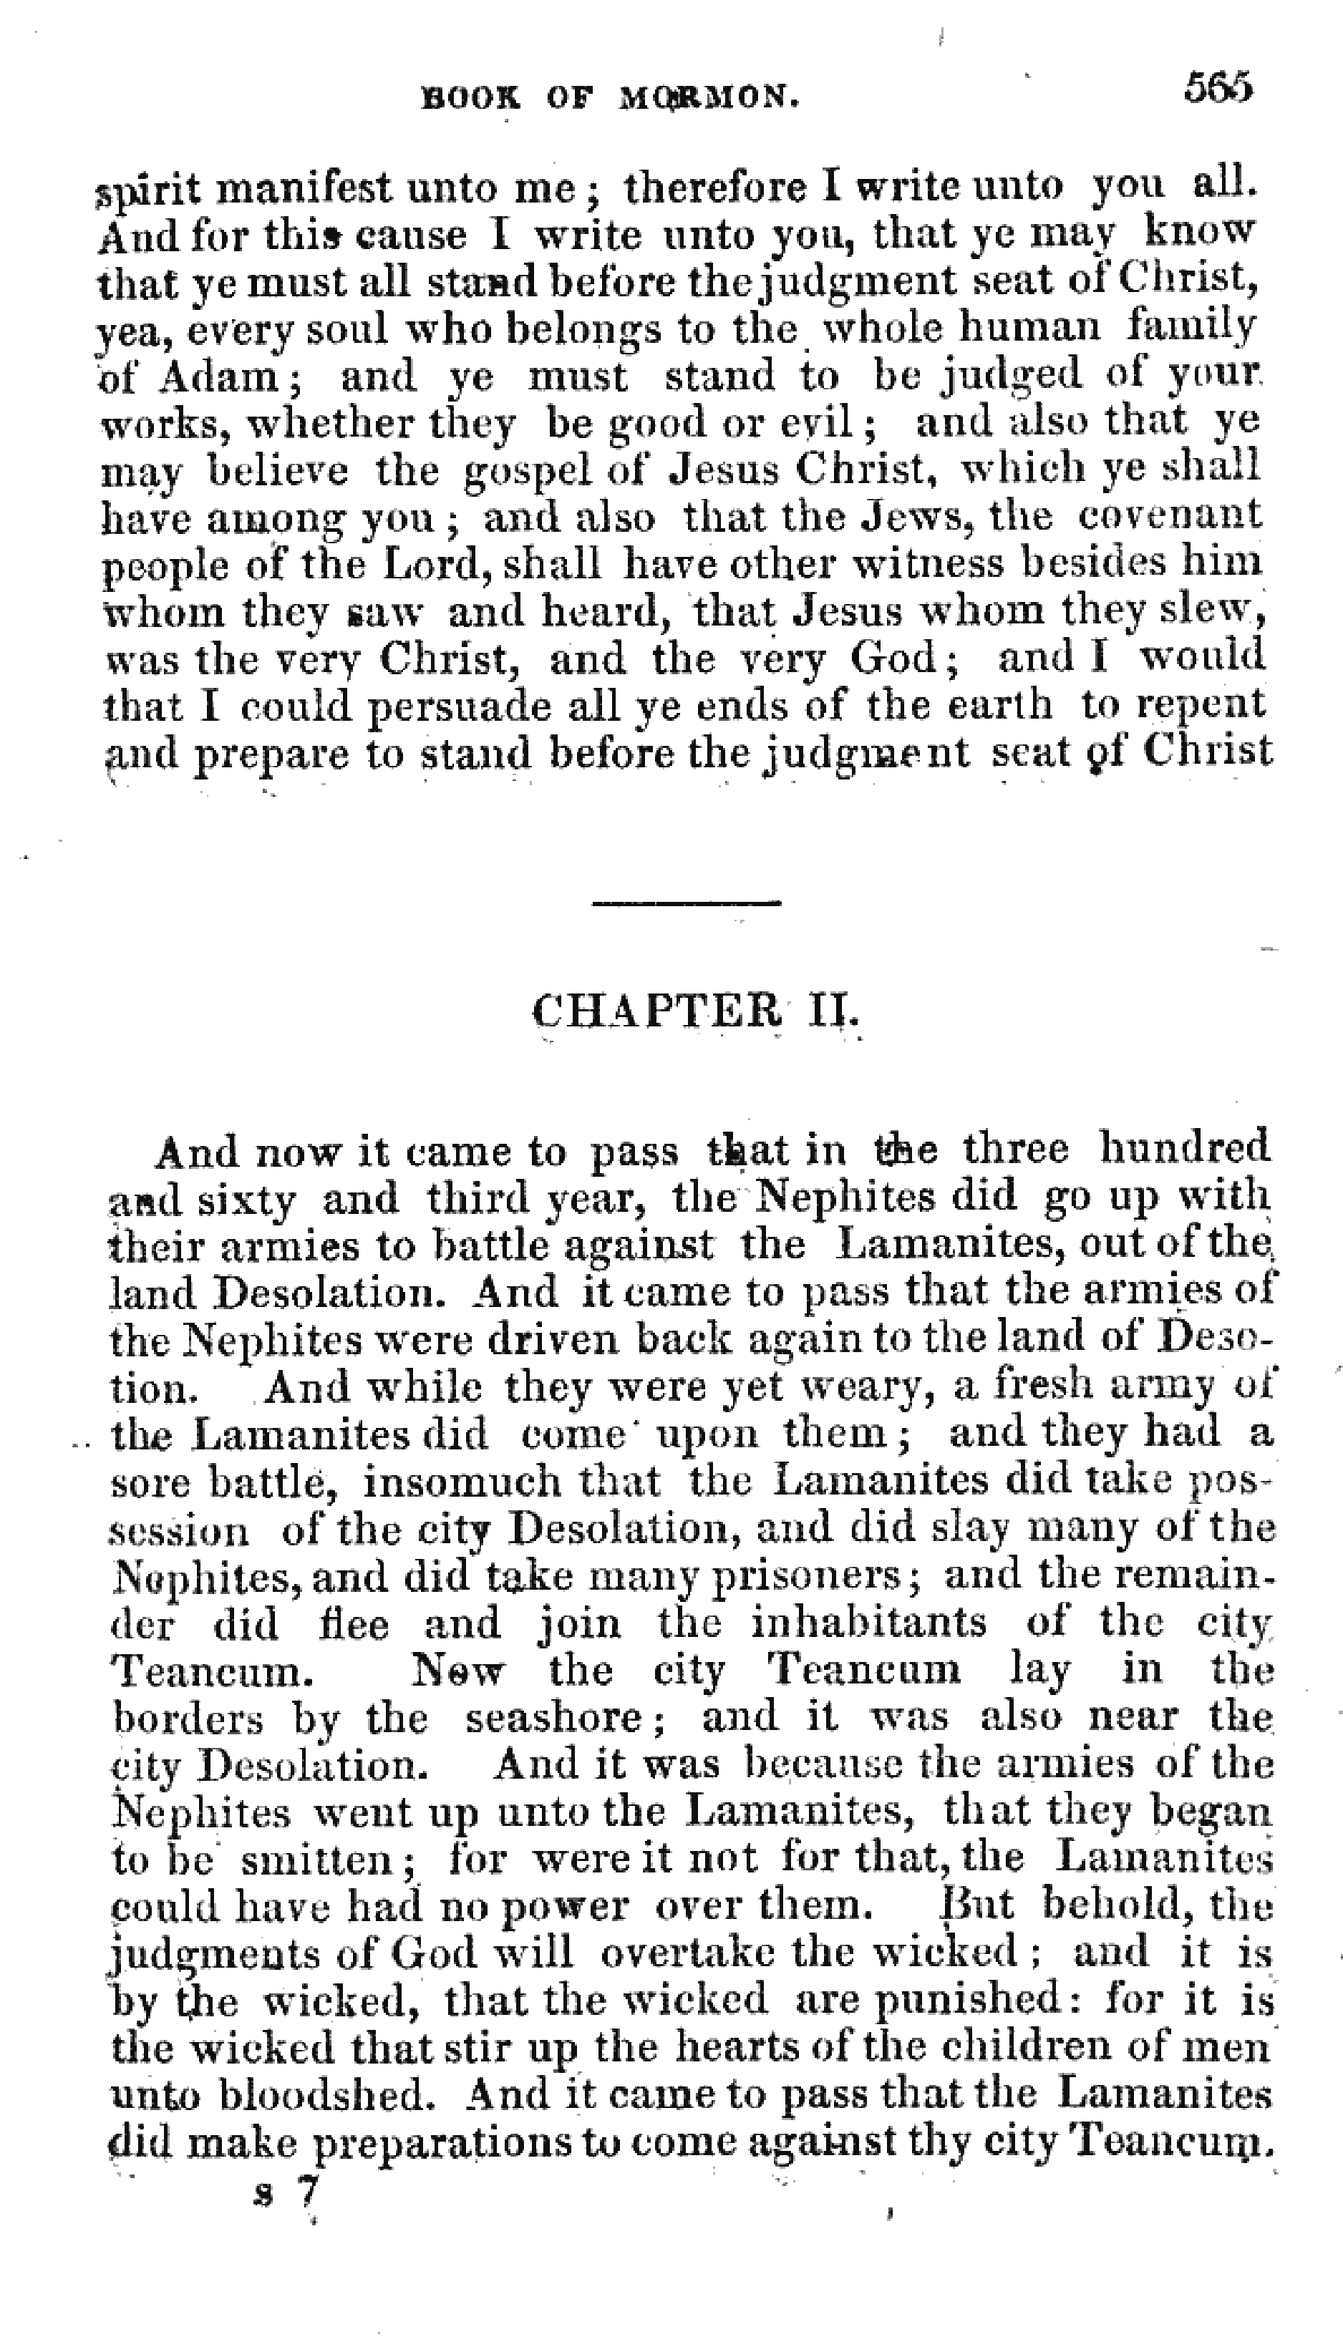 BOOK OF MORMON. 565
spirit manifest unto me; therefore I write unto you all.
And for this cause I write unto you, that ye may know
that ye must all stand before the judgment seat of Christ,
yea, every soul who belongs to the whole human family
of Adam; and ye must stand to be judged of your
works, whether they be good or evil; and also that ye
may believe the gospel of Jesus Christ, which ye shall
have among you; and also that the Jews, the covenant
people of the Lord, shall have other witness besides him
whom they saw and heard, that Jesus whom they slew,
was the very Christ, and the very God; and I would
that I could persuade all ye ends of the earth to repent
and prepare to stand before the judgment seat of Christ
CHAPTER II.
And now it came to pass that in the three hundred
and sixty and third year, the Nephites did go up with
their armies to battle against the Lamanites, out of the
land Desolation. And it came to pass that the armies of
the Nephites were driven back again to the land of Deso-
tion. And while they were yet weary, a fresh army of
the Lamanites did come upon them; and they had a
sore battle, insomuch that the Lamanites did take pos-
session of the city Desolation, and did slay many of the
Nephites, and did take many prisoners; and the remain-
der did flee and join the inhabitants of the city
Teancum. Now the city Teancum lay in the
borders by the seashore; and it was also near the
city Desolation. And it was because the armies of the
Nephites went up unto the Lamanites, that they began
to be smitten; for were it not for that, the Lamanites
could have had no power over them. But behold, the
judgments of God will overtake the wicked; and it is
by the wicked, that the wicked are punished: for it is
the wicked that stir up the hearts of the children of men
unto bloodshed. And it came to pass that the Lamanites
did make preparations to come against thy city Teancum.
S 7